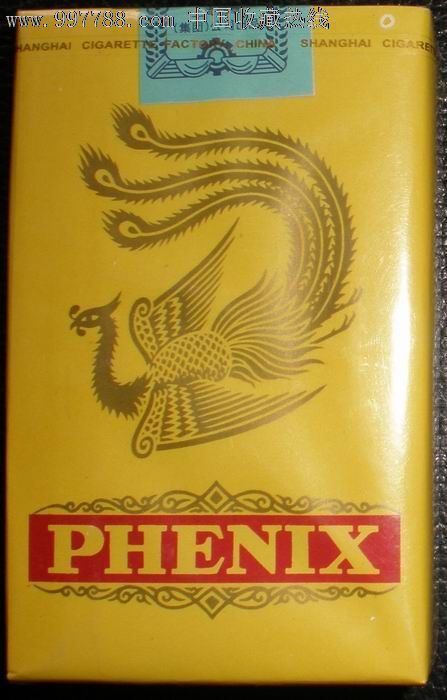 www.997788.com 中国收藏热线
(集团)
SHANGHAI CIGARETTE FACTORY CHINA SHANGHAI CIGARE
PHENIX